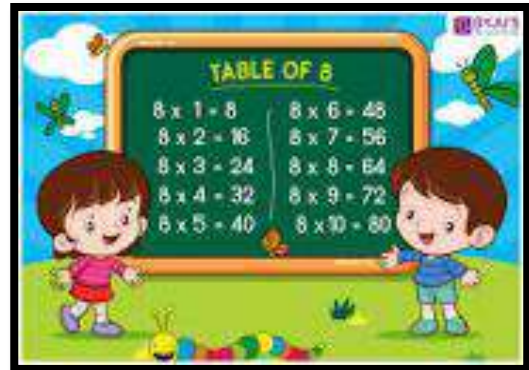 TABLE OF 8
8 x 1 = 8
8 x 2 = 16
8 x 3 = 24
8 x 4 = 32
8 x 5 = 40
8 x 6 = 48
8 x 7 = 56
8 x 8 = 64
8 x 9 = 72
8 x 10 = 80